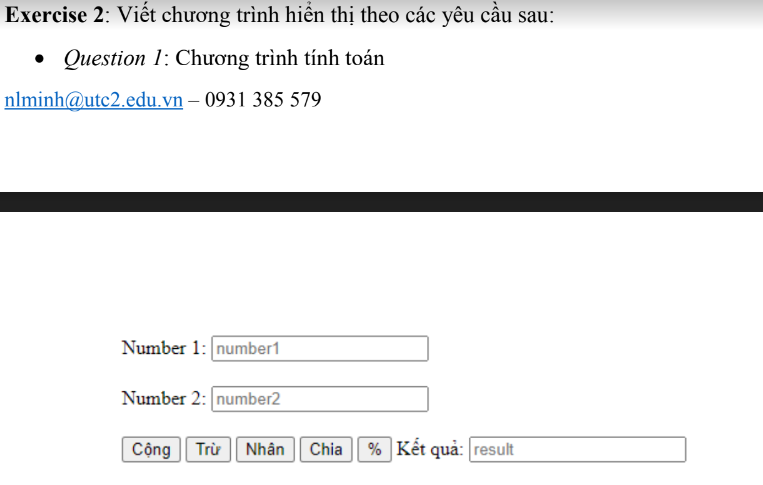 Exercise 2: Viết chương trình hiển thị theo các yêu cầu sau:
• Question 1: Chương trình tính toán
nlminh@utc2.edu.vn – 0931 385 579
Number 1: number1
Number 2: number2
Cộng Trừ Nhân Chia % Kết quả: result